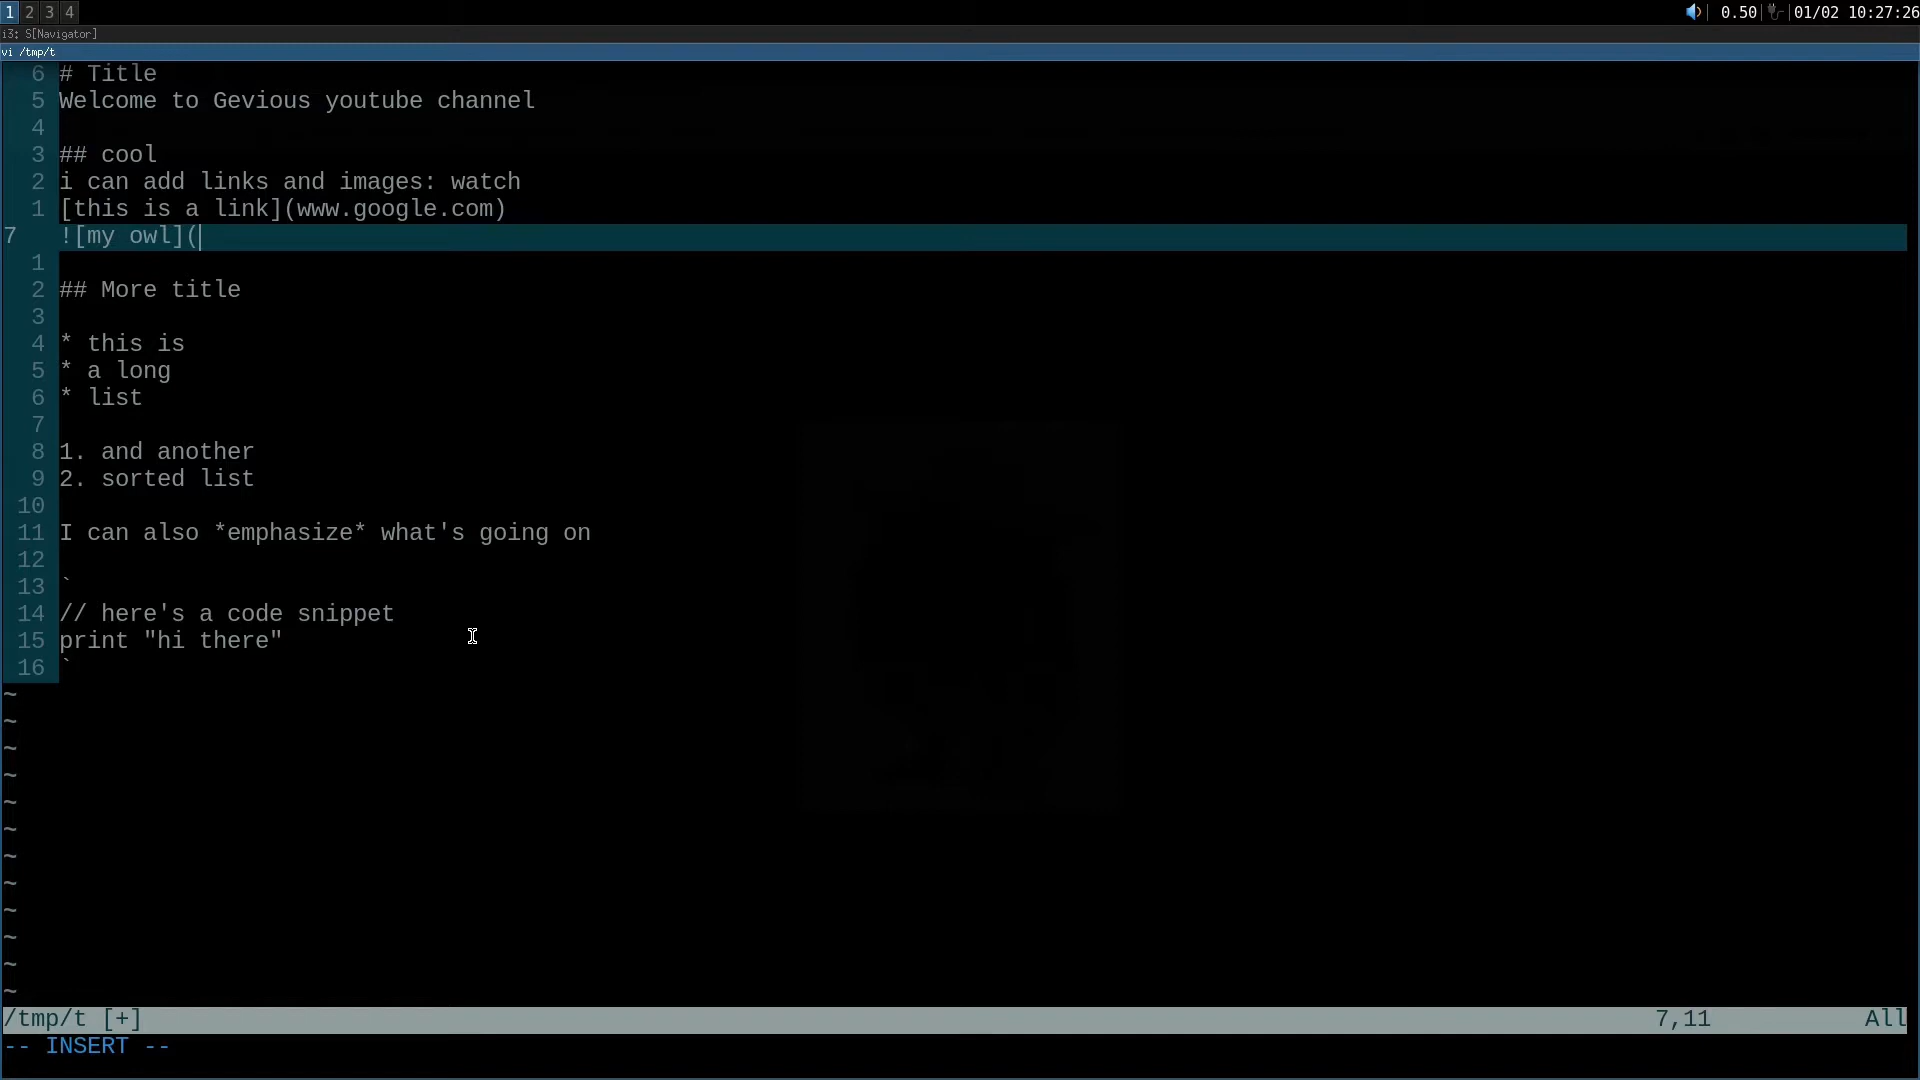 1 2 3 4 0.50 01/02 10:27:26
i3: S[Navigator]
vi /tmp/t
6 # Title
5 Welcome to Gevious youtube channel
4
3 ## cool
2 i can add links and images: watch
1 [this is a link](www.google.com)
7 ![my owl](
1
2 ## More title
3
4 * this is
5 * a long
6 * list
7
8 1. and another
9 2. sorted list
10
11 I can also *emphasize* what's going on
12
13 `
14 // here's a code snippet
15 print "hi there"
16 `
~
~
~
~
~
~
~
~
~
~
~
~
/tmp/t [+] 7,11 All
-- INSERT --